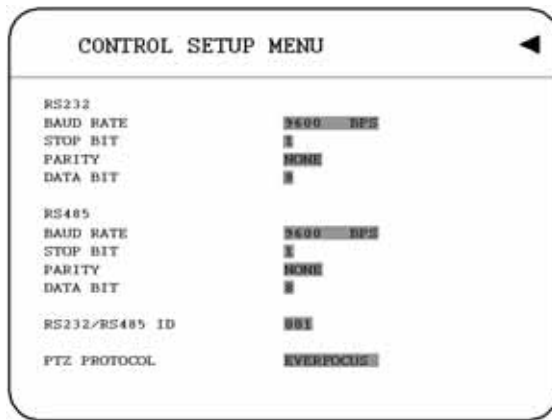 CONTROL SETUP MENU
RS232
BAUD RATE 9600 BPS
STOP BIT 1
PARITY NONE
DATA BIT 8
RS485
BAUD RATE 9600 BPS
STOP BIT 1
PARITY NONE
DATA BIT 8
RS232/RS485 ID 001
PTZ PROTOCOL EVERFOCUS